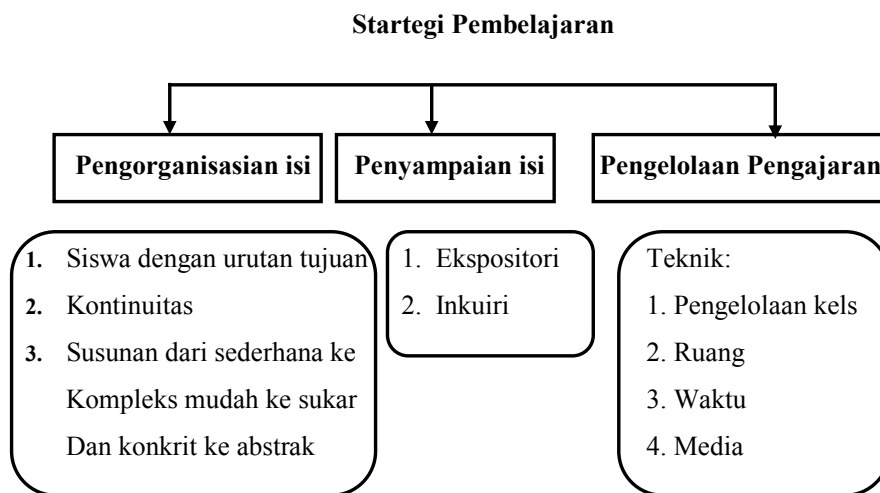 Startegi Pembelajaran
Pengorganisasian isi
Penyampaian isi
Pengelolaan Pengajaran
1. Siswa dengan urutan tujuan
2. Kontinuitas
3. Susunan dari sederhana ke
Kompleks mudah ke sukar
Dan konkrit ke abstrak
1. Ekspositori
2. Inkuiri
Teknik:
1. Pengelolaan kels
2. Ruang
3. Waktu
4. Media